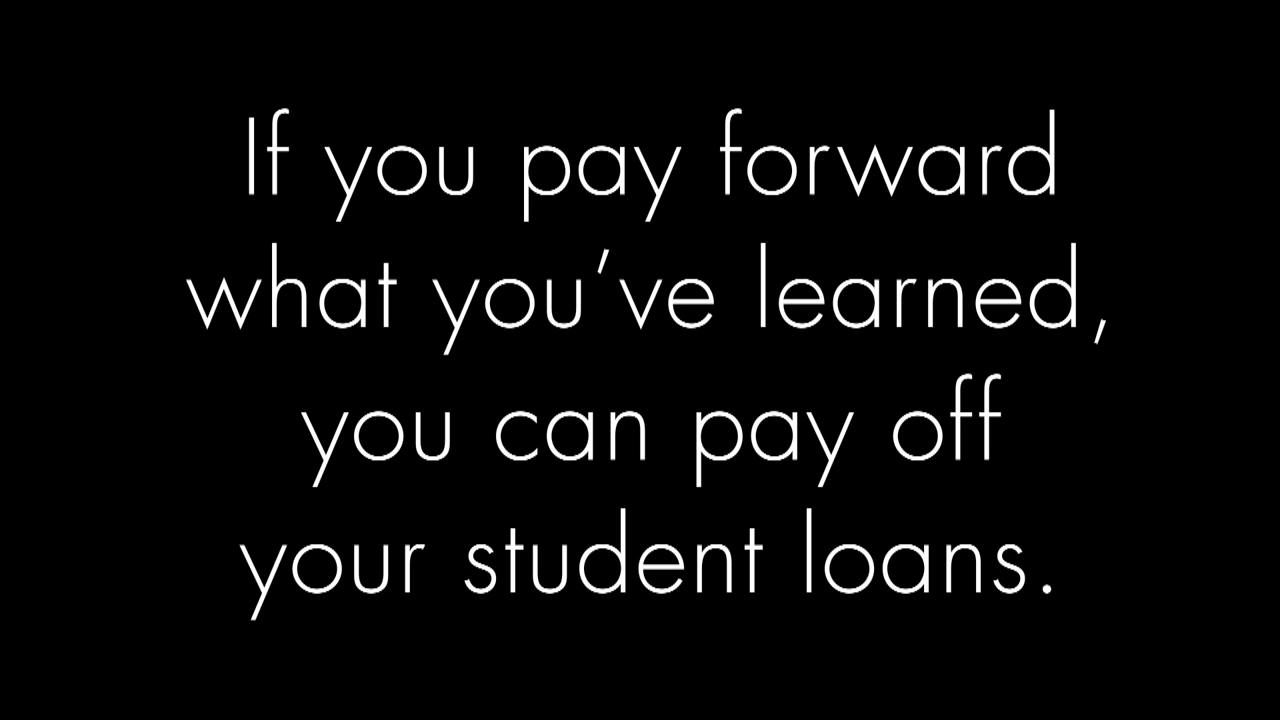 If you pay forward
what you’ve learned,
you can pay off
your student loans.